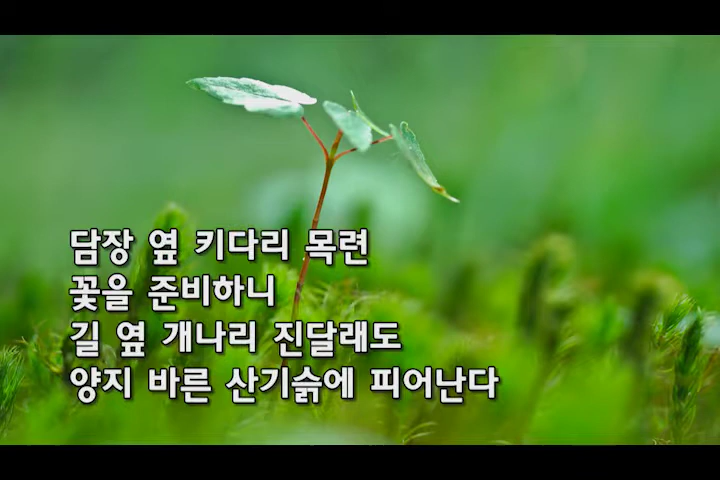 담장 옆 키다리 목련
꽃을 준비하니
길 옆 개나리 진달래도
양지 바른 산기슭에 피어난다